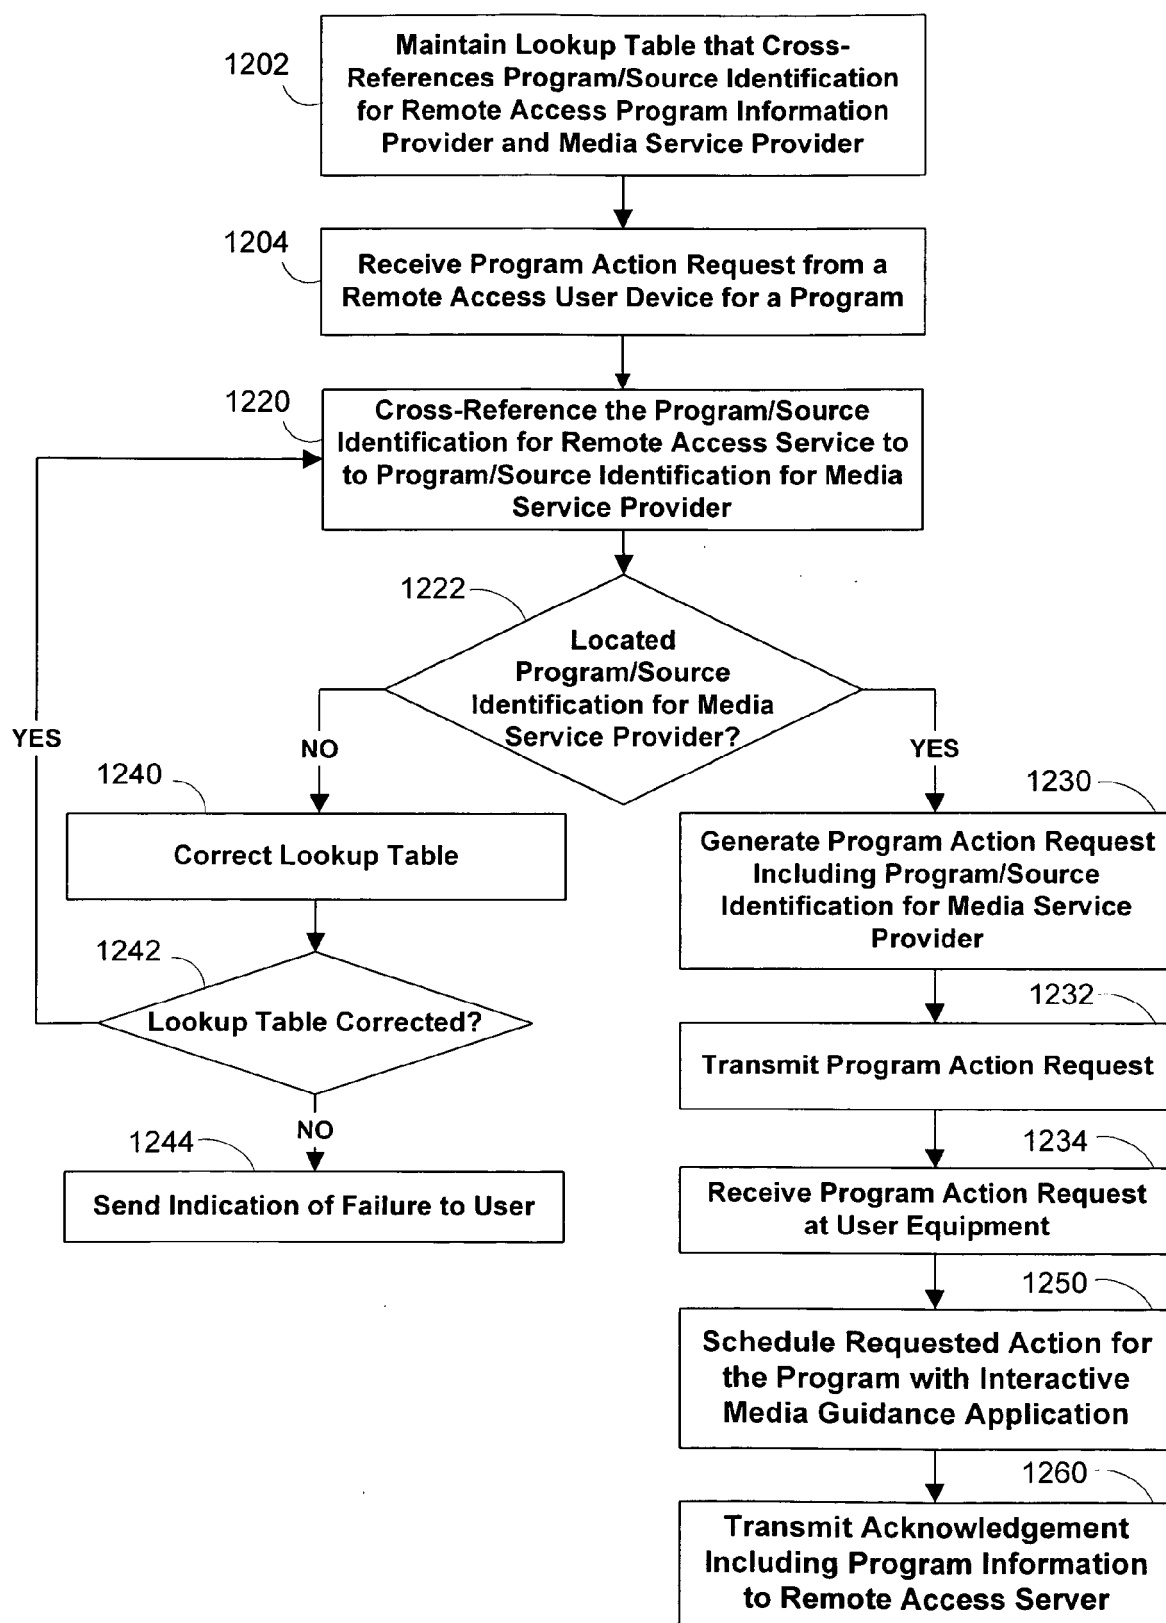 1202
Maintain Lookup Table that Cross-
References Program/Source Identification
for Remote Access Program Information
Provider and Media Service Provider
1204
Receive Program Action Request from a
Remote Access User Device for a Program
1220
Cross-Reference the Program/Source
Identification for Remote Access Service to
to Program/Source Identification for Media
Service Provider
1222
Located
Program/Source
Identification for Media
Service Provider?
YES
NO
YES
1240
Correct Lookup Table
1242
Lookup Table Corrected?
NO
1244
Send Indication of Failure to User
1230
Generate Program Action Request
Including Program/Source
Identification for Media Service
Provider
1232
Transmit Program Action Request
1234
Receive Program Action Request
at User Equipment
1250
Schedule Requested Action for
the Program with Interactive
Media Guidance Application
1260
Transmit Acknowledgement
Including Program Information
to Remote Access Server